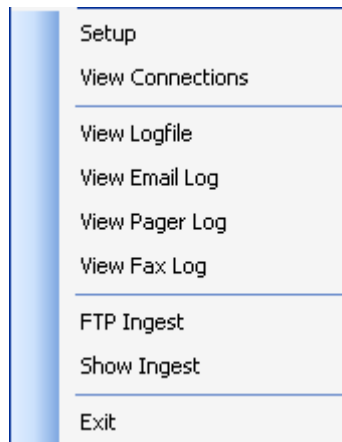 Setup
View Connections
View Logfile
View Email Log
View Pager Log
View Fax Log
FTP Ingest
Show Ingest
Exit